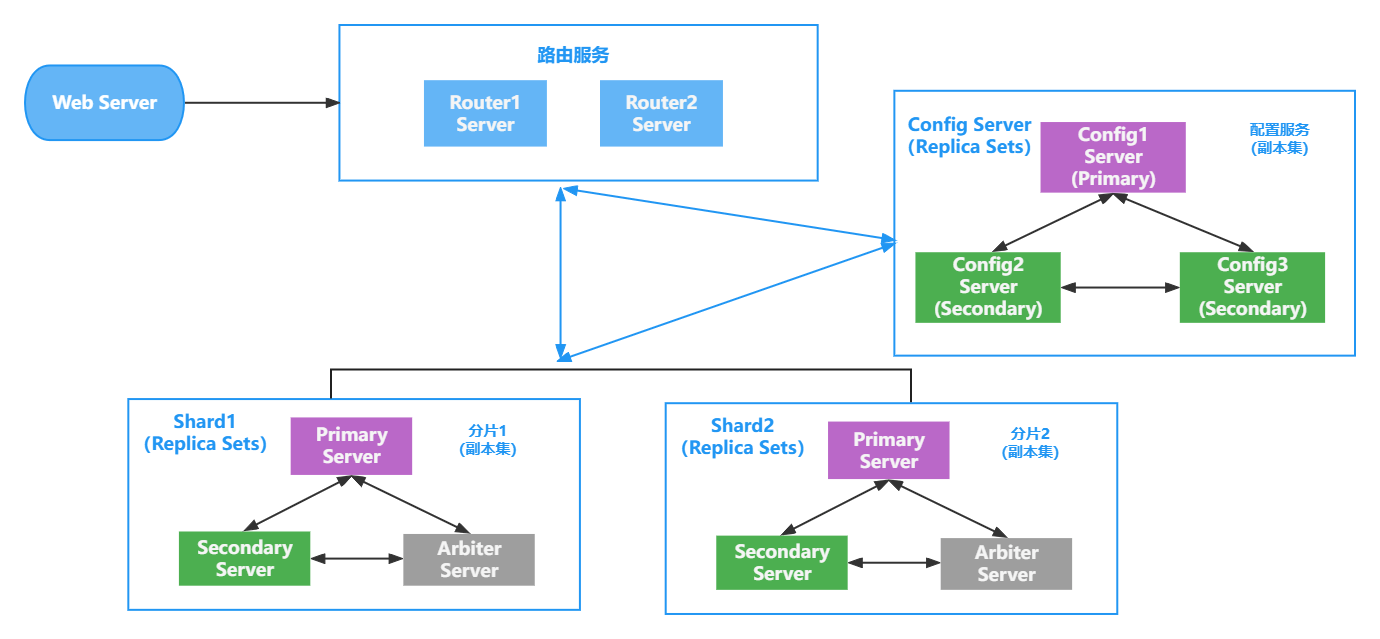 路由服务
Web Server
Router1
Server
Router2
Server
Config Server
(Replica Sets)
Config1
Server
(Primary)
配置服务
(副本集)
Config2
Server
(Secondary)
Config3
Server
(Secondary)
Shard1
(Replica Sets)
Primary
Server
分片1
(副本集)
Secondary
Server
Arbiter
Server
Shard2
(Replica Sets)
Primary
Server
分片2
(副本集)
Secondary
Server
Arbiter
Server